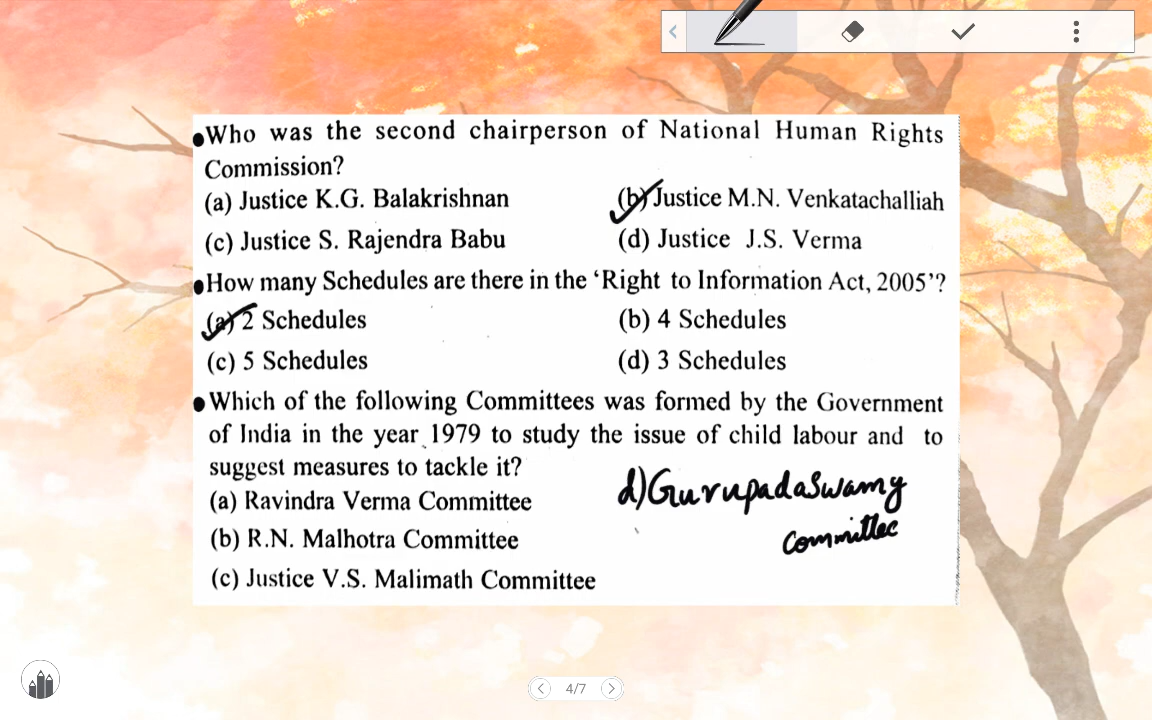 •Who was the second chairperson of National Human Rights
Commission?
(a) Justice K.G. Balakrishnan (b) Justice M.N. Venkatachalliah
(c) Justice S. Rajendra Babu (d) Justice J.S. Verma
•How many Schedules are there in the ‘Right to Information Act, 2005’?
(a) 2 Schedules (b) 4 Schedules
(c) 5 Schedules (d) 3 Schedules
•Which of the following Committees was formed by the Government
of India in the year 1979 to study the issue of child labour and to
suggest measures to tackle it?
(a) Ravindra Verma Committee d) Gurupadaswamy
(b) R.N. Malhotra Committee Committee
(c) Justice V.S. Malimath Committee
4/7